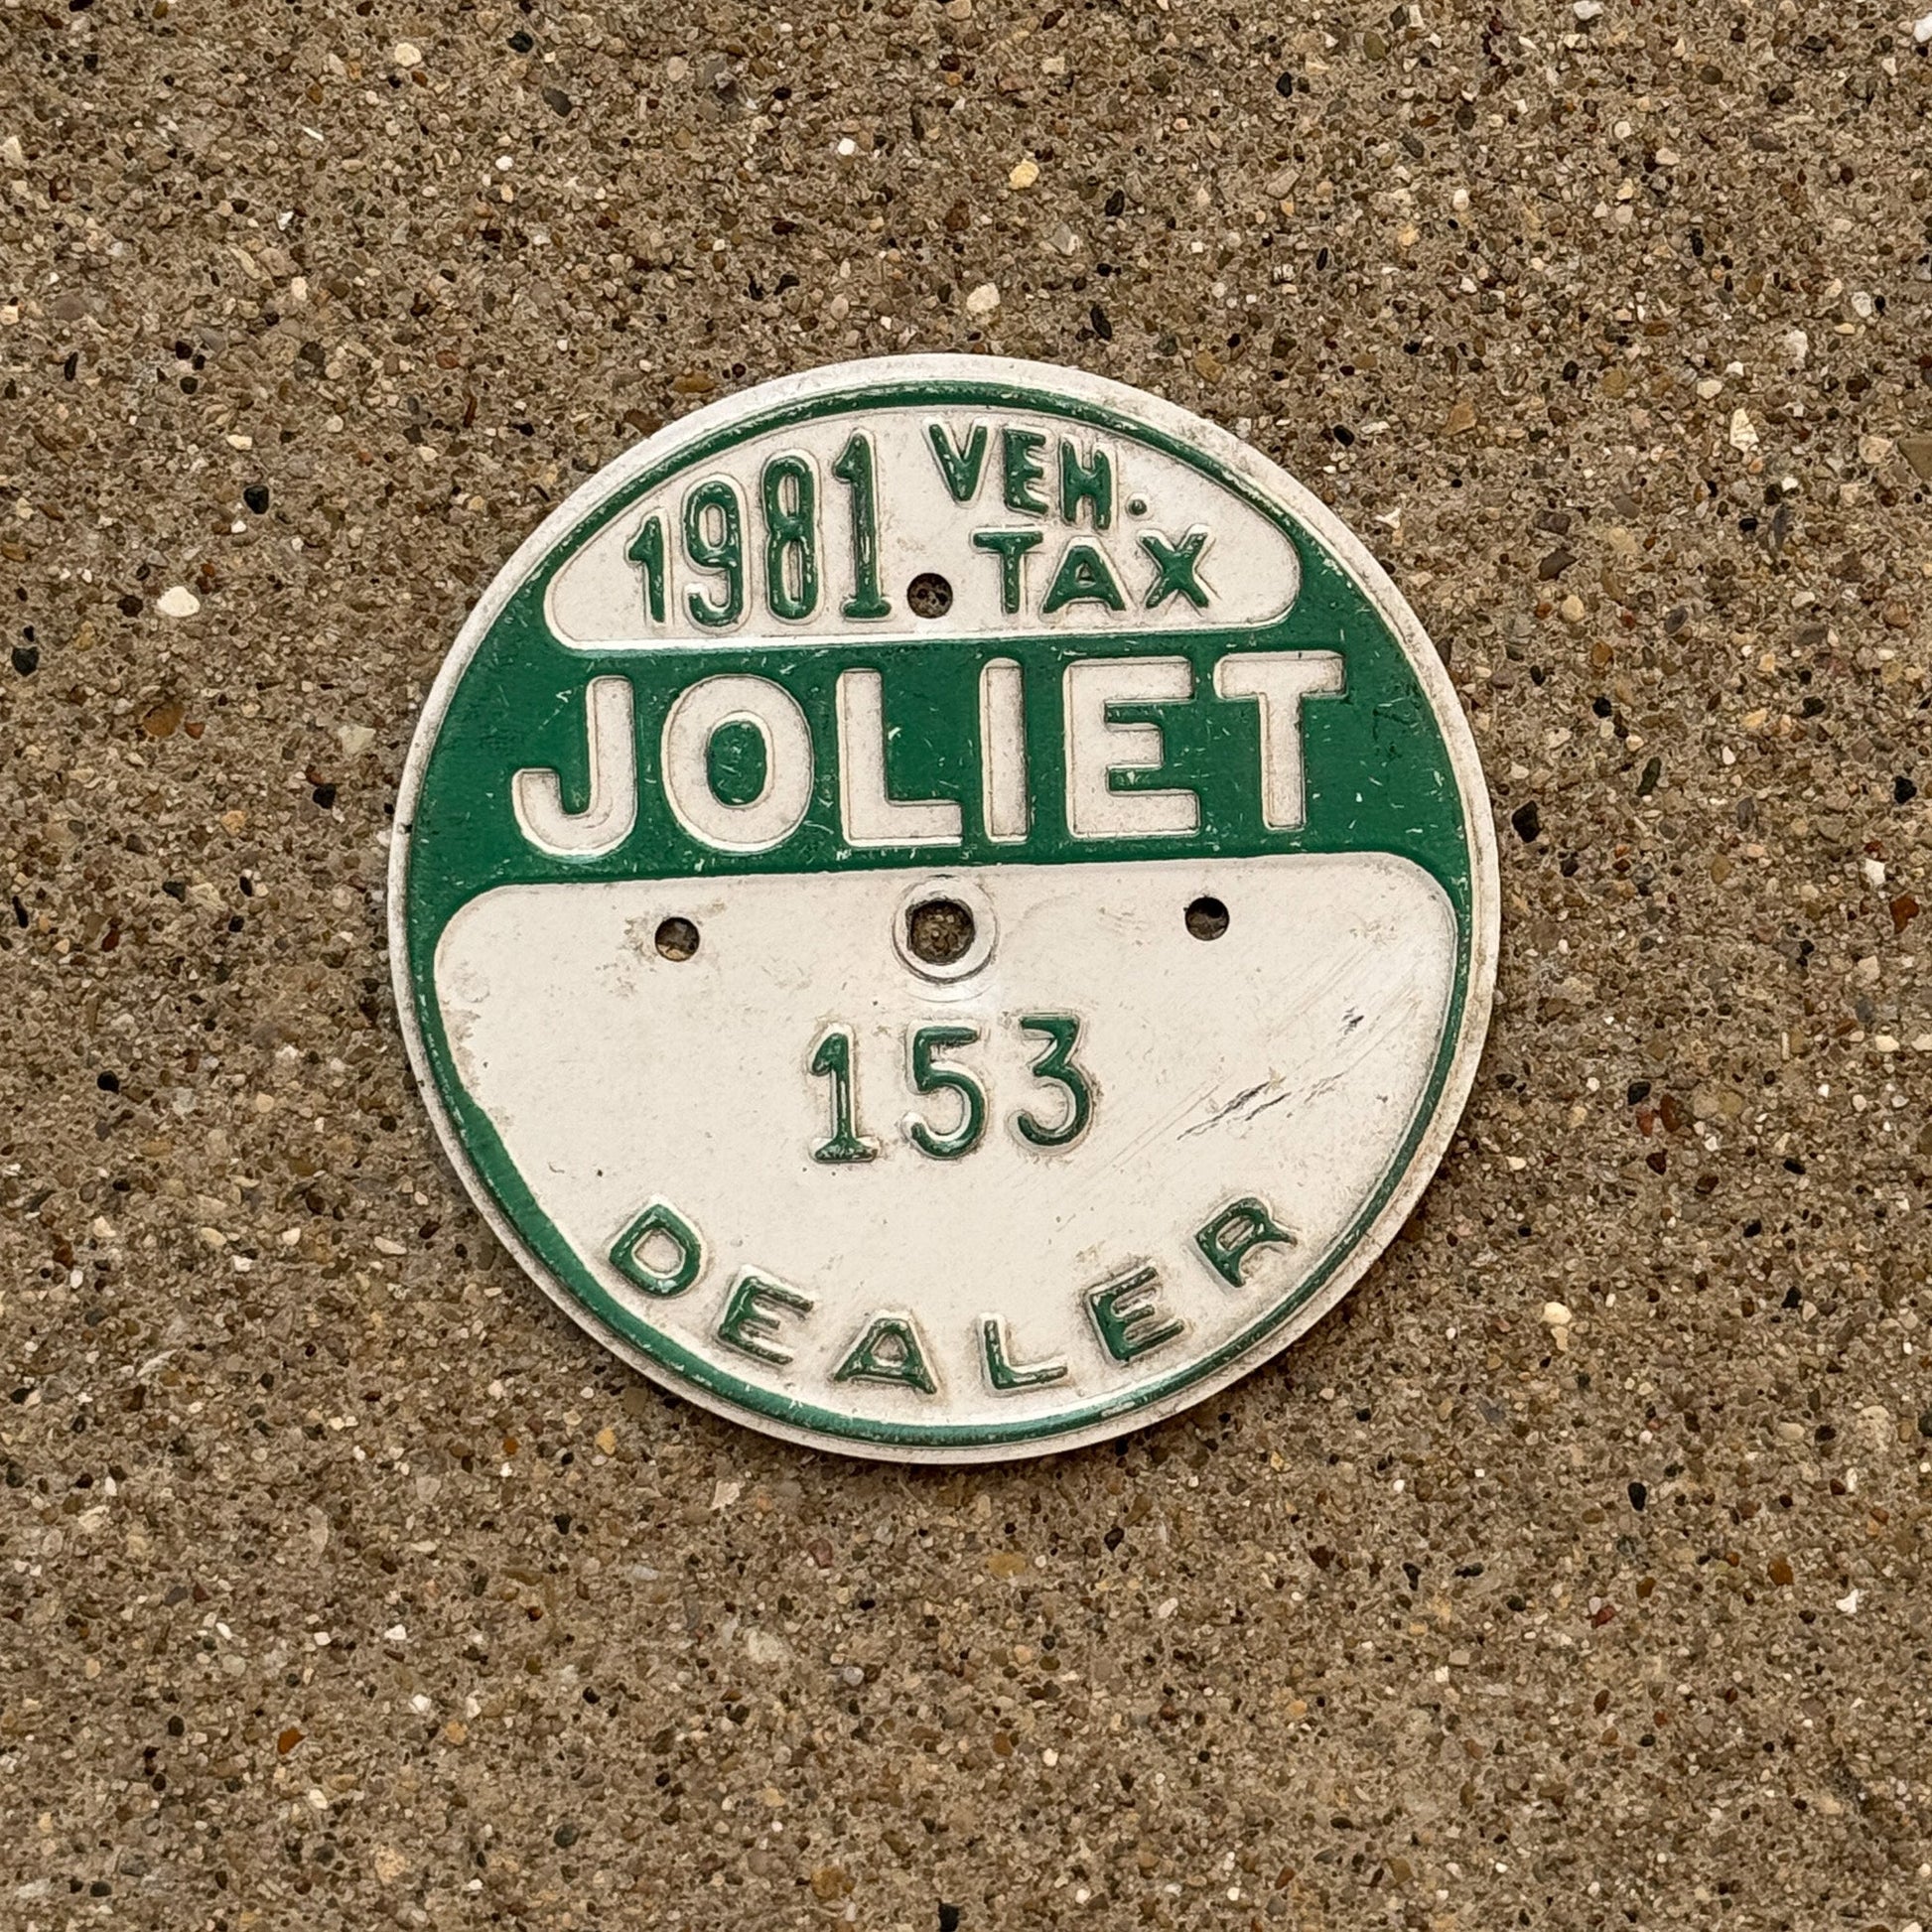 1981 VEH.
TAX
JOLIET
153
DEALER